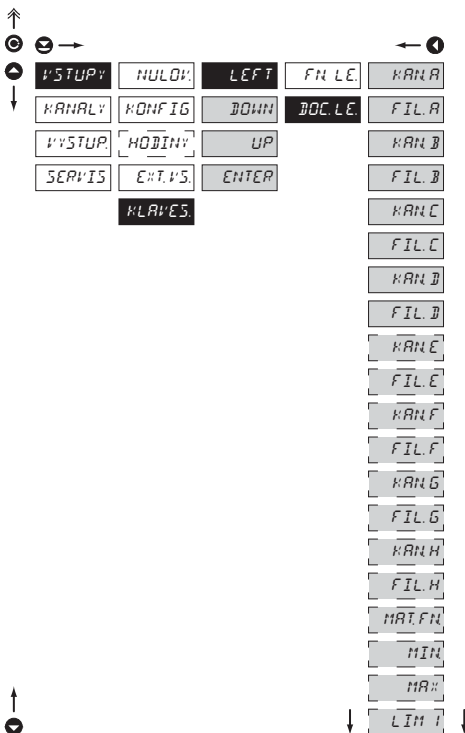 VSTUPY NULOV. LEFT FN. LE. KAN. A
KANALY KONFIG DOWN DOC. LE. FIL. A
VYSTUP. HODINY UP KAN. B
SERVIS EXT. VS. ENTER FIL. B
KLAVES. KAN. C
FIL. C
KAN. D
FIL. D
KAN. E
FIL. E
KAN. F
FIL. F
KAN. G
FIL. G
KAN. H
FIL. H
MAT. FN.
MIN.
MAX
LIM 1